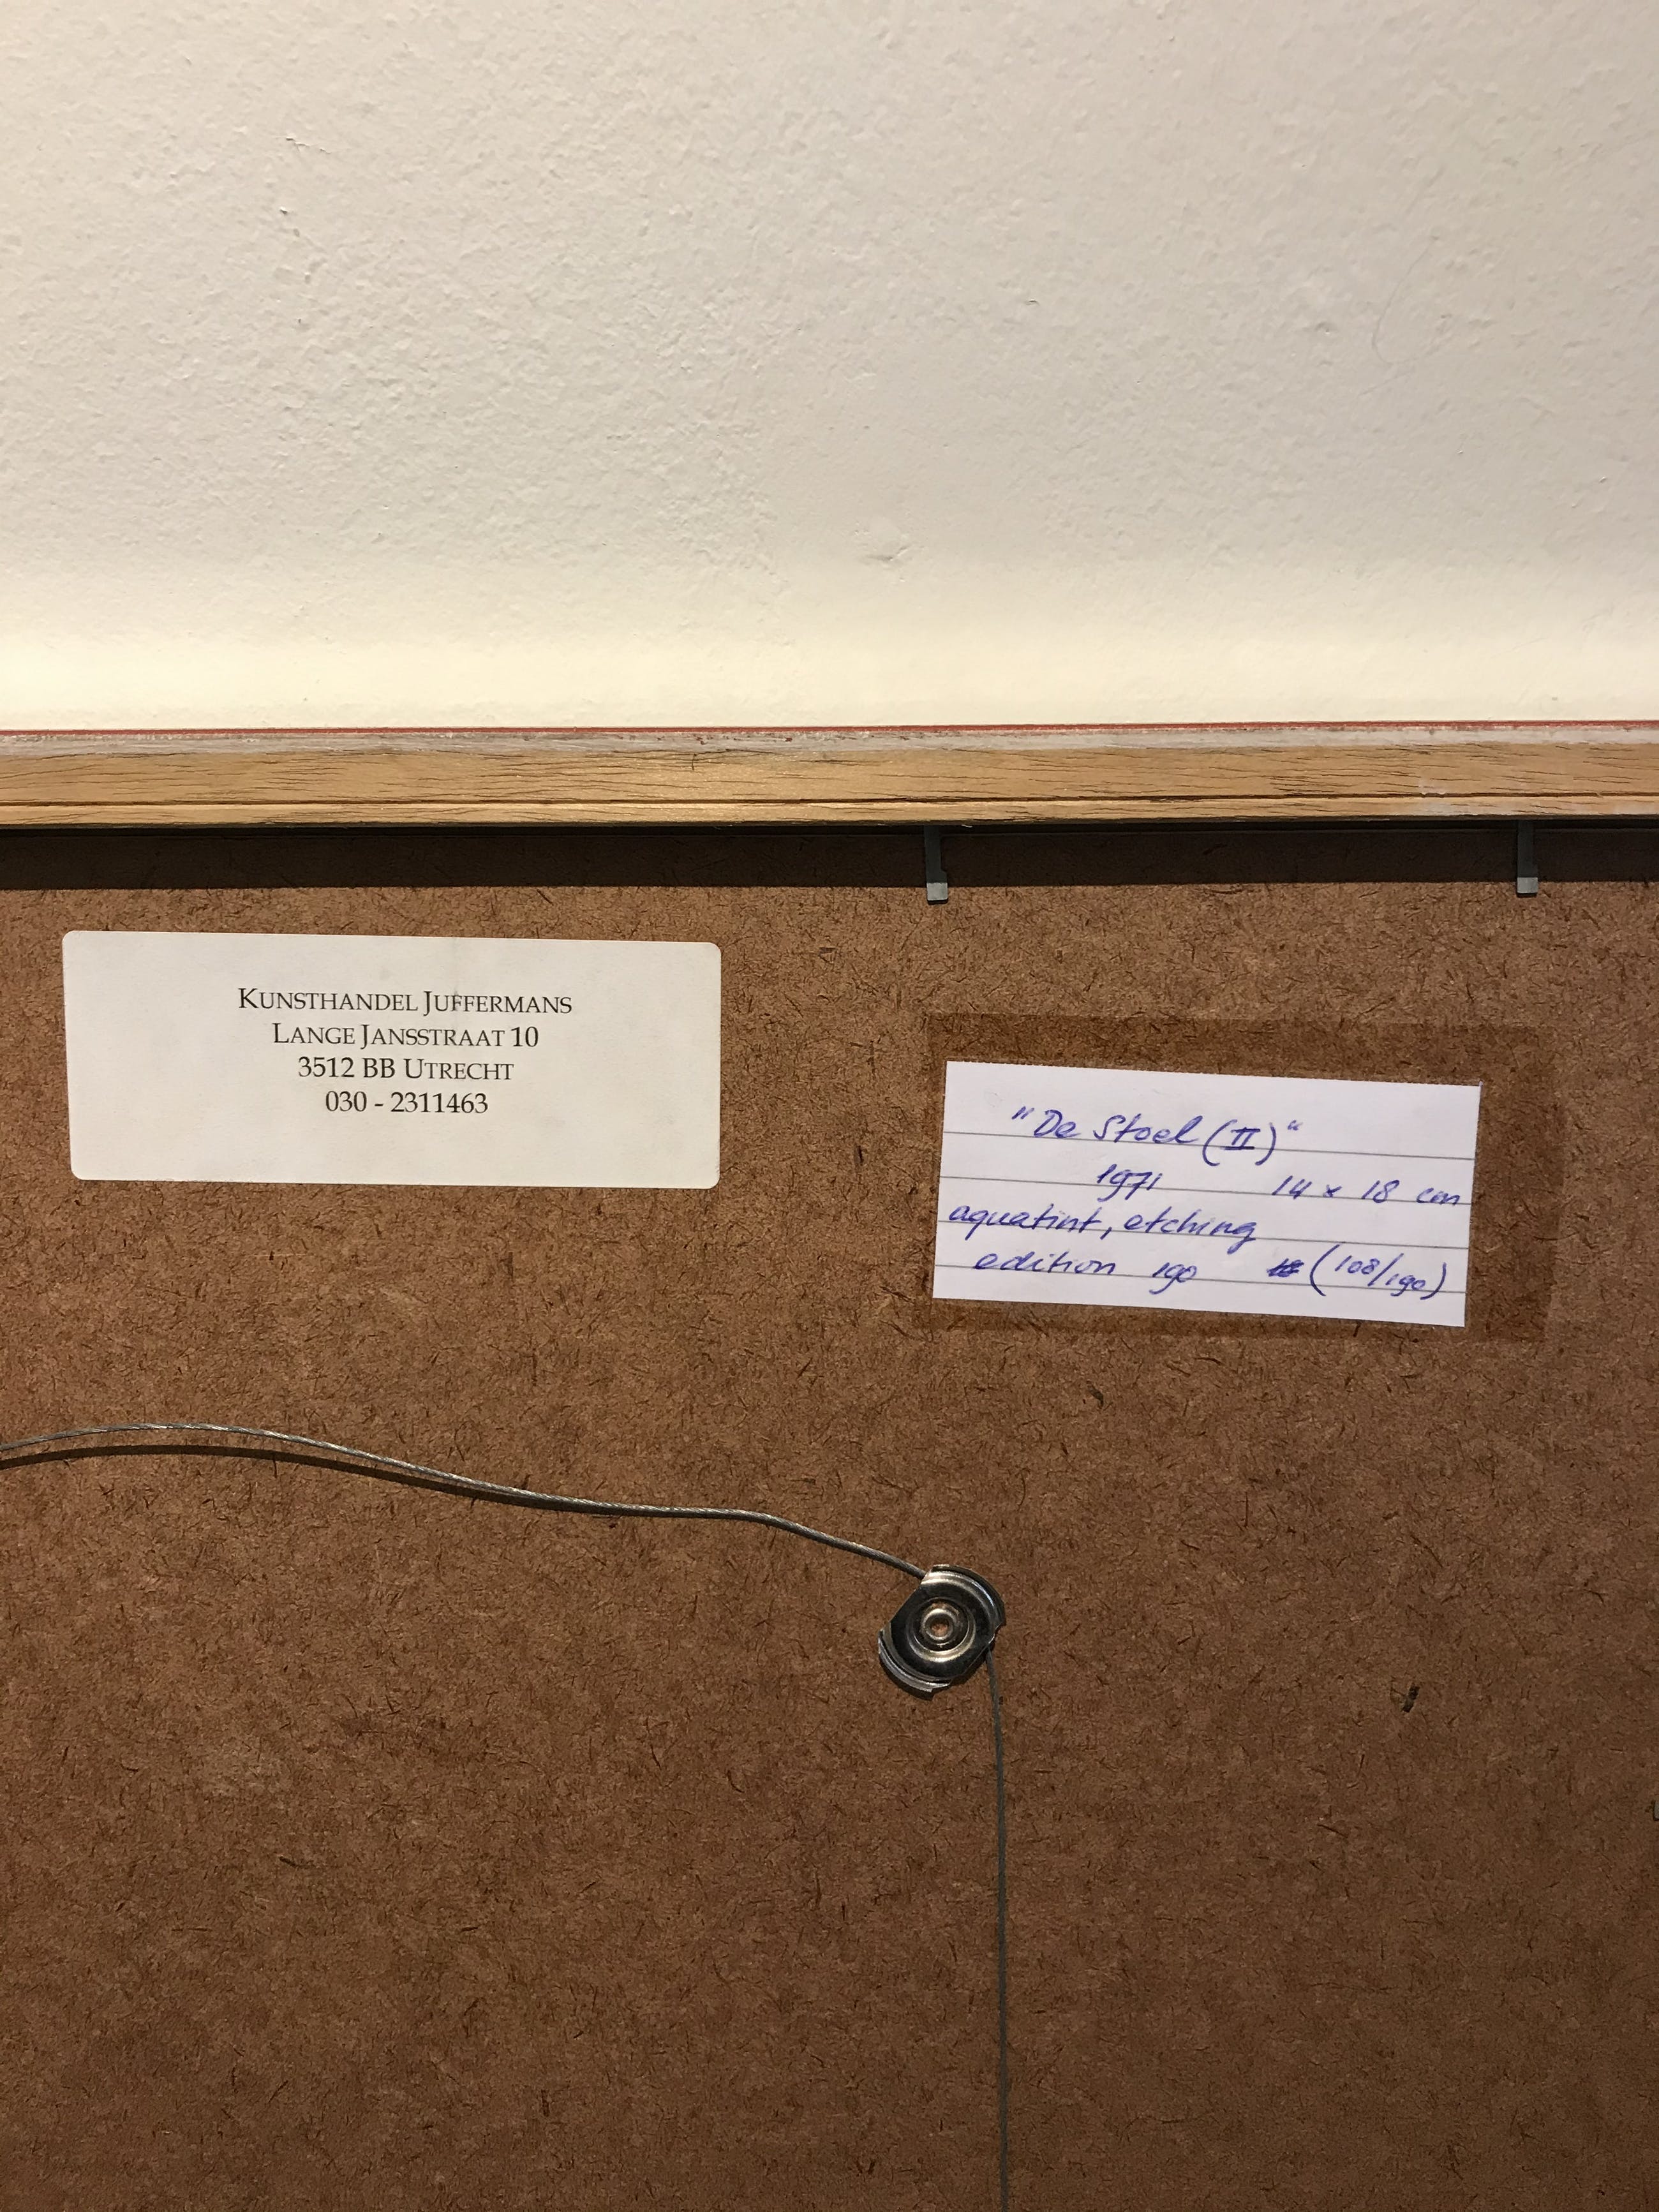 KUNSTHANDEL JUFFERMANS
LANGE JANSSTRAAT 10
3512 BB UTRECHT
030 - 2311463
"De Stoel (II)"
1971 14 x 18 cm
aquatint, etching
edition 190 (108/190)